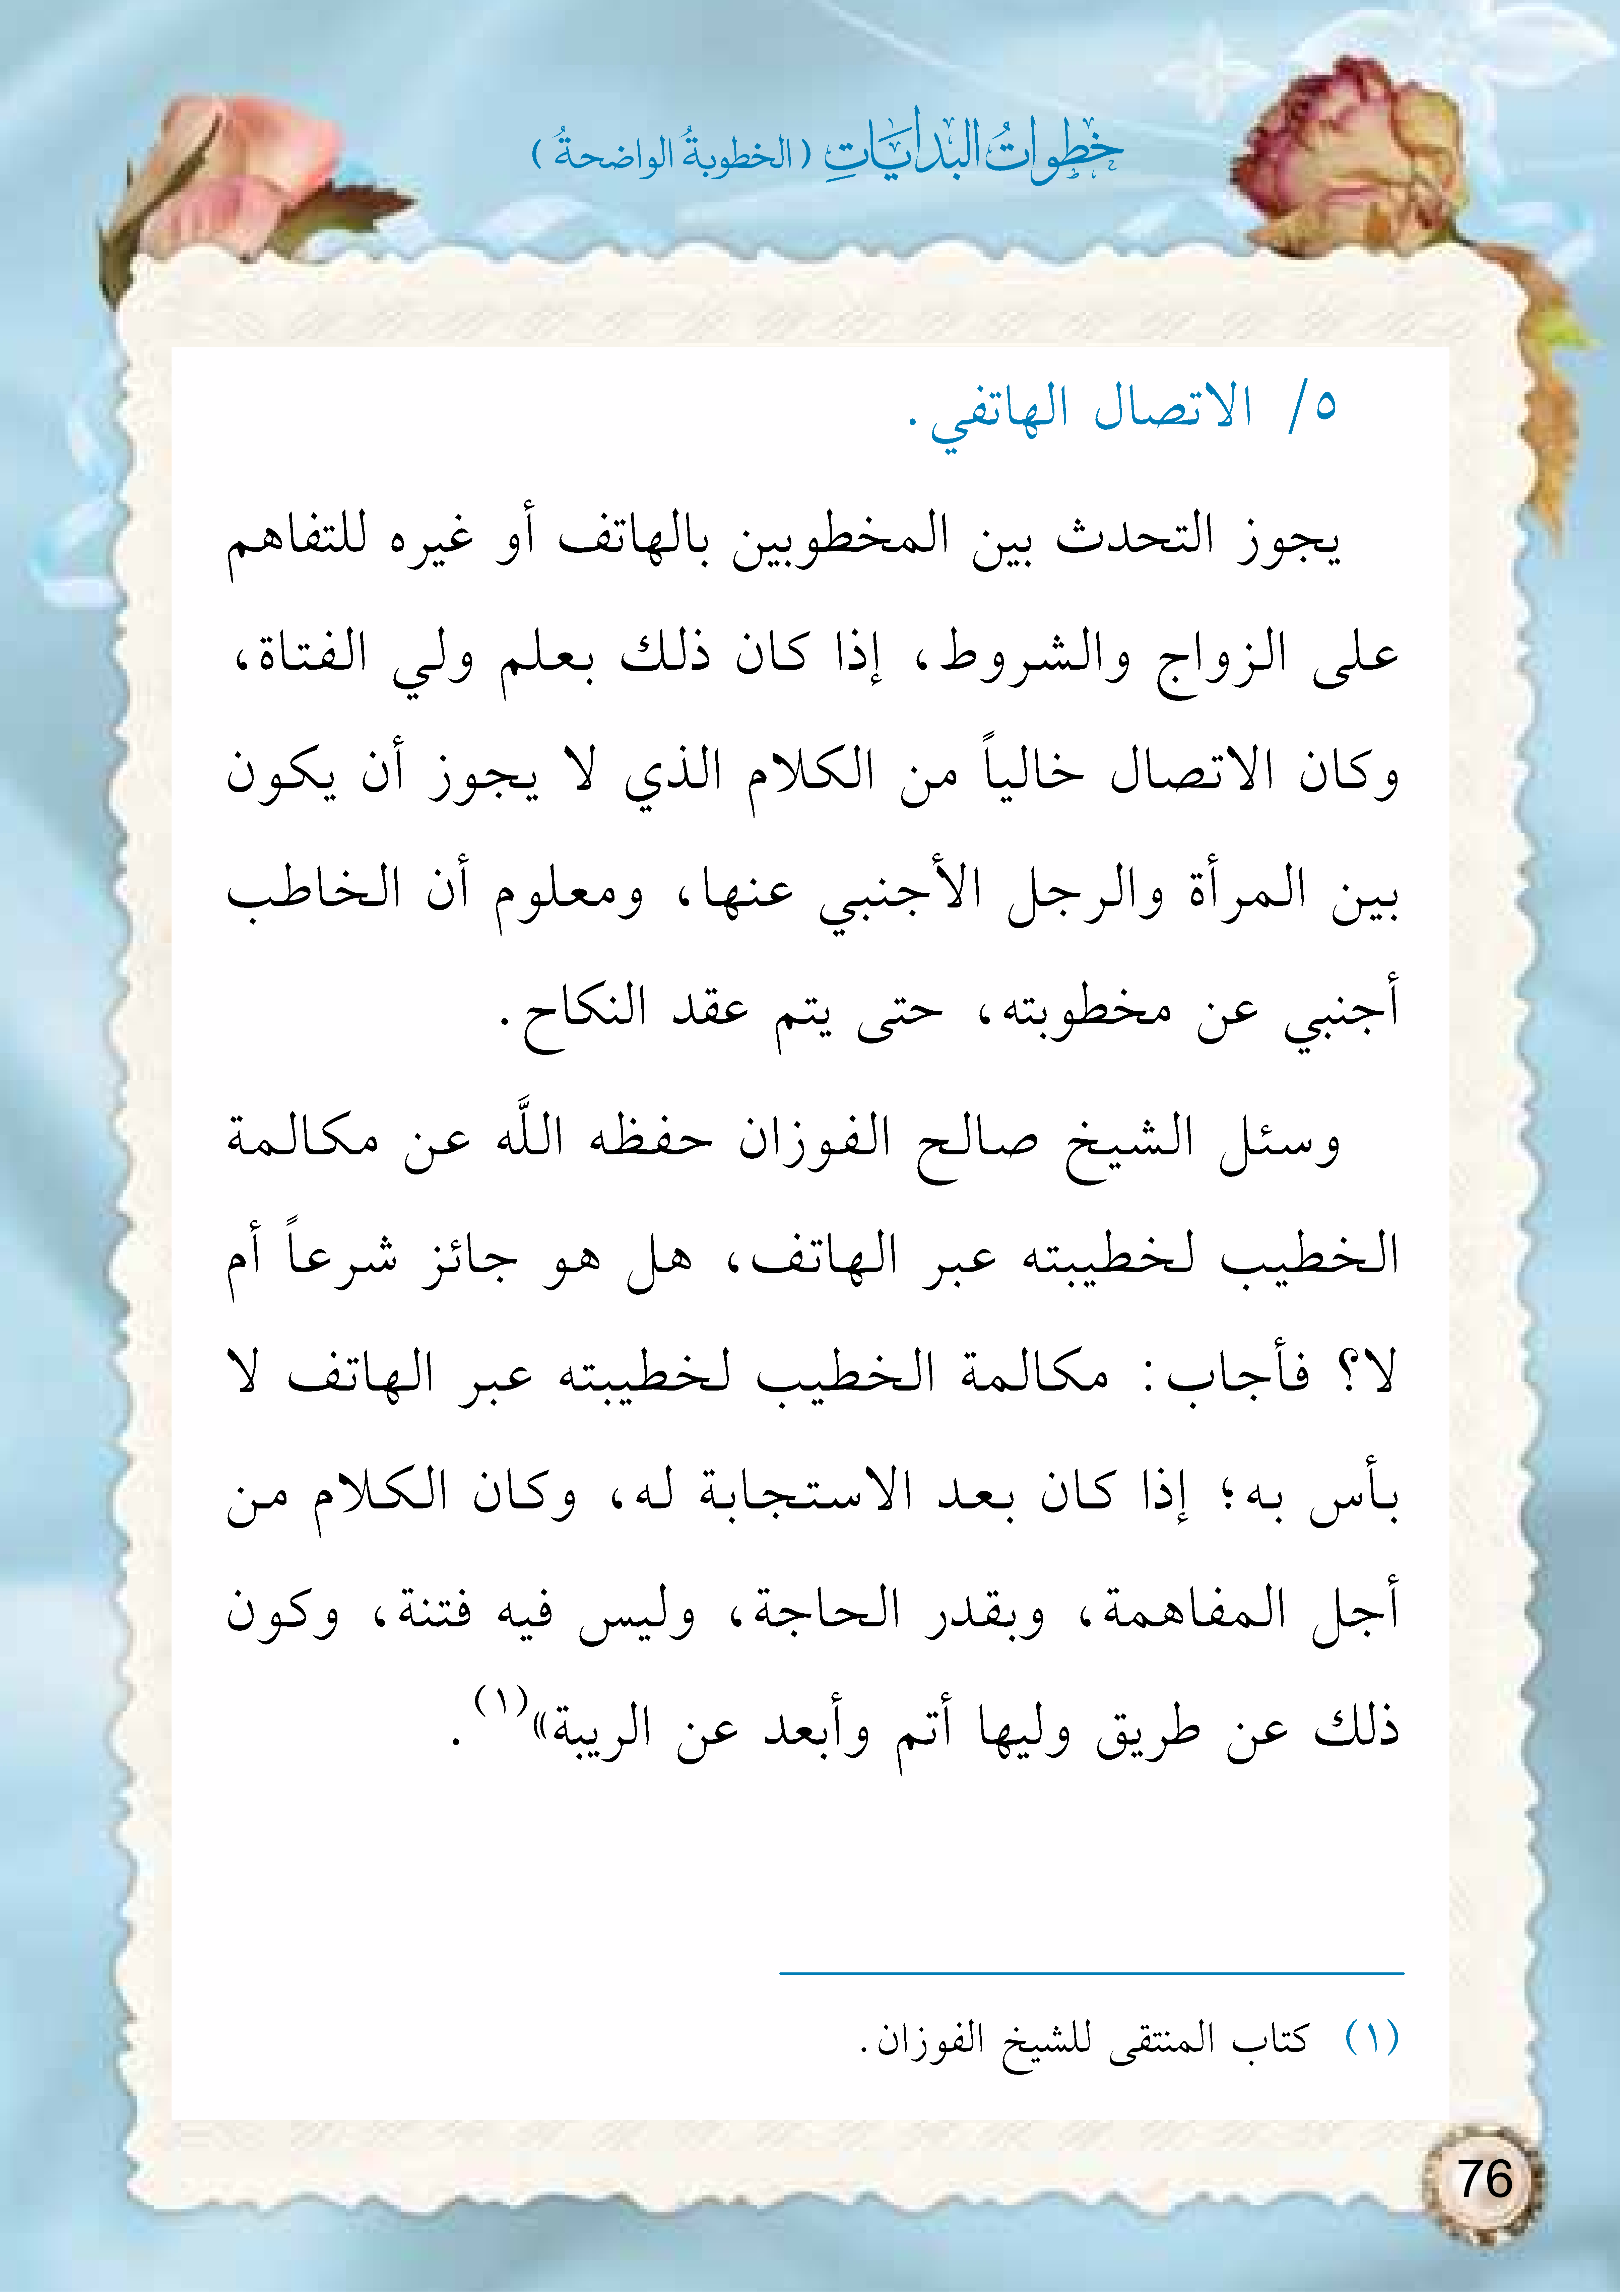 خطوات البدايات (الخطوبةُ الواضحةُ)
٥/ الاتصال الهاتفي.
يجوز التحدث بين المخطوبين بالهاتف أو غيره للتفاهم
على الزواج والشروط، إذا كان ذلك بعلم ولي الفتاة،
وكان الاتصال خالياً من الكلام الذي لا يجوز أن يكون
بين المرأة والرجل الأجنبي عنها، ومعلوم أن الخاطب
أجنبي عن مخطوبته، حتى يتم عقد النكاح.
وسئل الشيخ صالح الفوزان حفظه اللَّه عن مكالمة
الخطيب لخطيبته عبر الهاتف، هل هو جائز شرعاً أم
لا؟ فأجاب: مكالمة الخطيب لخطيبته عبر الهاتف لا
بأس به؛ إذا كان بعد الاستجابة له، وكان الكلام من
أجل المفاهمة، وبقدر الحاجة، وليس فيه فتنة، وكون
ذلك عن طريق وليها أتم وأبعد عن الريبة»(١).
(١) كتاب المنتقى للشيخ الفوزان.
76